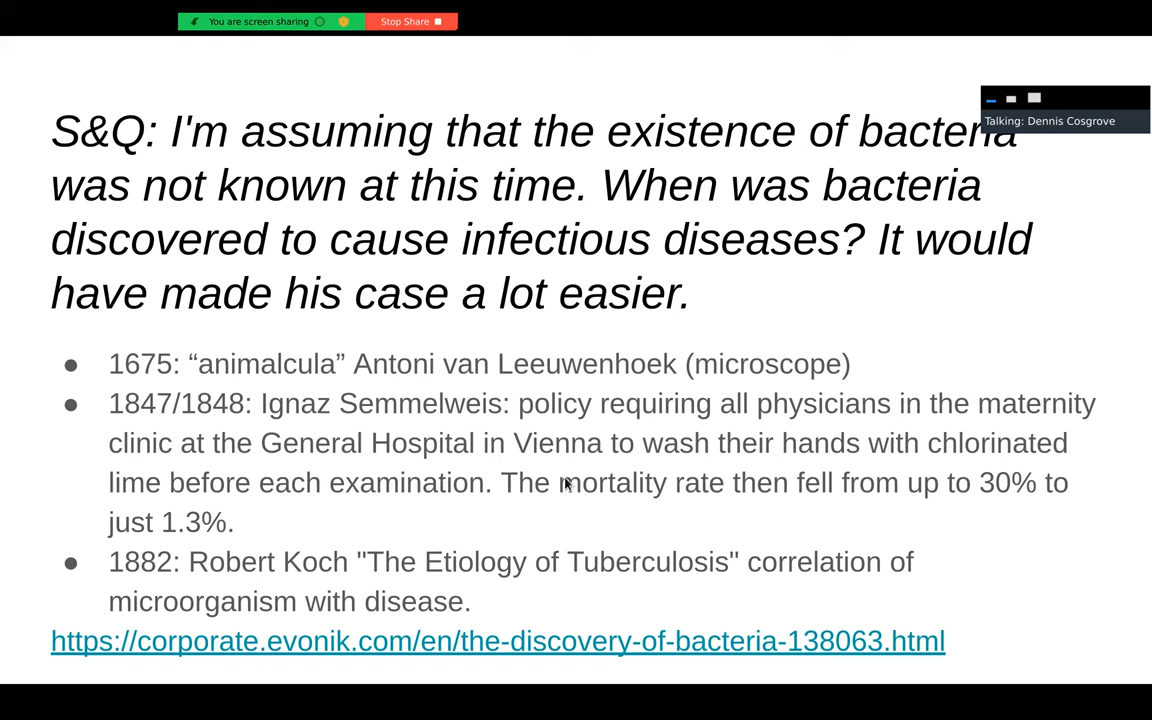 You are screen sharing
Stop Share
Talking: Dennis Cosgrove
S&Q: I'm assuming that the existence of bacteria
was not known at this time. When was bacteria
discovered to cause infectious diseases? It would
have made his case a lot easier.
● 1675: “animalcula” Antoni van Leeuwenhoek (microscope)
● 1847/1848: Ignaz Semmelweis: policy requiring all physicians in the maternity
clinic at the General Hospital in Vienna to wash their hands with chlorinated
lime before each examination. The mortality rate then fell from up to 30% to
just 1.3%.
● 1882: Robert Koch "The Etiology of Tuberculosis" correlation of
microorganism with disease.
https://corporate.evonik.com/en/the-discovery-of-bacteria-138063.html